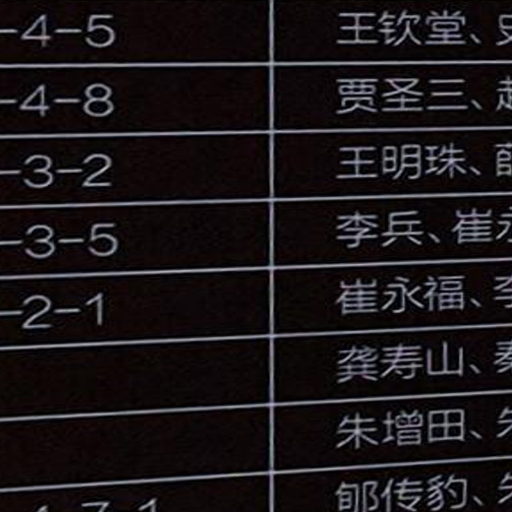 -4-5 王钦堂、
-4-8 贾圣三、
-3-2 王明珠、
-3-5 李兵、崔
-2-1 崔永福、
龚寿山、
朱增田、
郇传豹、